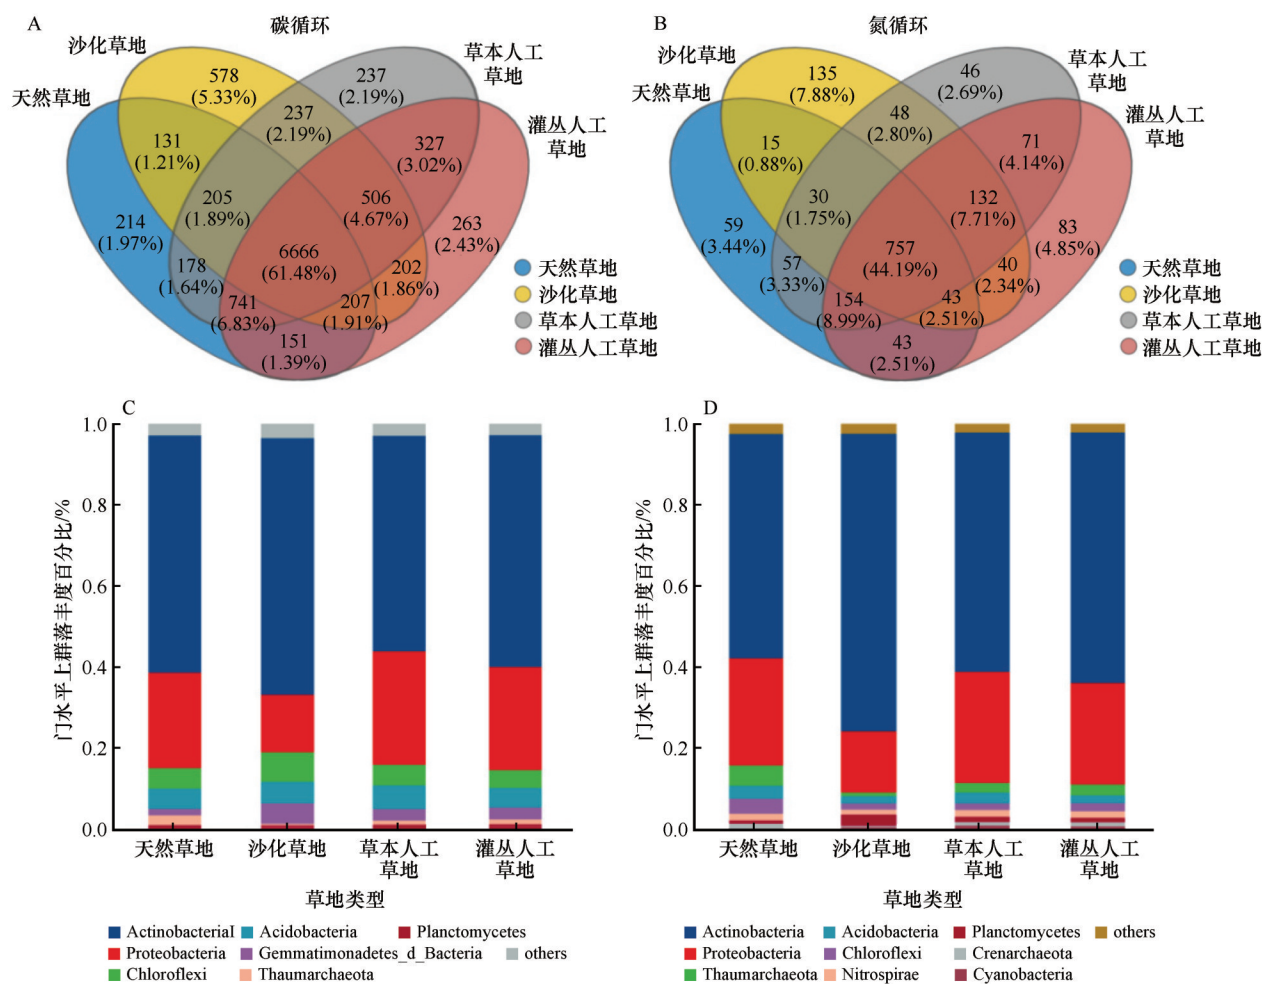 A
碳循环
沙化草地
天然草地
草本人工
草地
灌丛人工
草地
578
(5.33%)
237
(2.19%)
237
(2.19%)
131
(1.21%)
327
(3.02%)
205
(1.89%)
506
(4.67%)
214
(1.97%)
263
(2.43%)
6666
(61.48%)
178
(1.64%)
202
(1.86%)
741
(6.83%)
207
(1.91%)
151
(1.39%)
天然草地
沙化草地
草本人工草地
灌丛人工草地
B
氮循环
沙化草地
天然草地
草本人工
草地
灌丛人工
草地
135
(7.88%)
46
(2.69%)
48
(2.80%)
15
(0.88%)
71
(4.14%)
30
(1.75%)
132
(7.71%)
59
(3.44%)
83
(4.85%)
757
(44.19%)
57
(3.33%)
40
(2.34%)
154
(8.99%)
43
(2.51%)
43
(2.51%)
天然草地
沙化草地
草本人工草地
灌丛人工草地
C
门水平上群落丰度百分比/%
1.0
0.8
0.6
0.4
0.2
0.0
天然草地
沙化草地
草本人工
草地
灌丛人工
草地
草地类型
ActinobacteriaI
Acidobacteria
Planctomycetes
Proteobacteria
Gemmatimonadetes_d_Bacteria
others
Chloroflexi
Thaumarchaeota
D
门水平上群落丰度百分比/%
1.0
0.8
0.6
0.4
0.2
0.0
天然草地
沙化草地
草本人工
草地
灌丛人工
草地
草地类型
Actinobacteria
Acidobacteria
Planctomycetes
others
Proteobacteria
Chloroflexi
Crenarchaeota
Thaumarchaeota
Nitrospirae
Cyanobacteria